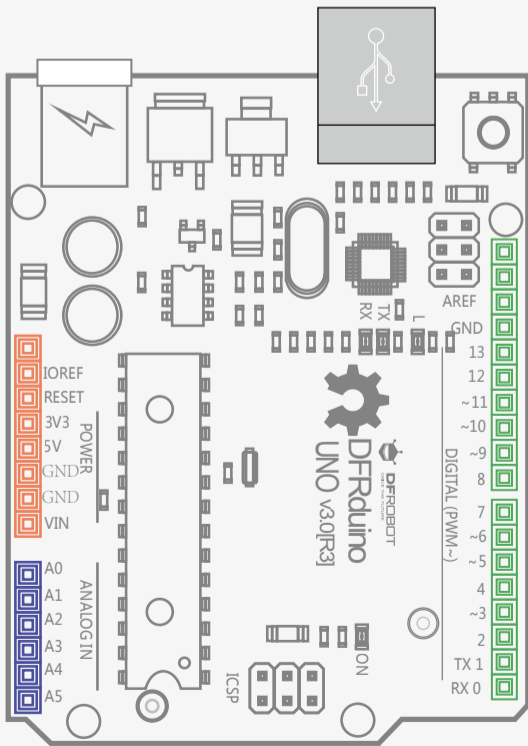 AREF
GND
13
12
~11
~10
~9
8
7
~6
~5
4
~3
2
TX 1
RX 0
DIGITAL (PWM~)
RX
TX
L
IOREF
RESET
3V3
5V
GND
GND
VIN
POWER
A0
A1
A2
A3
A4
A5
ANALOG IN
DFROBOT
DFRduino
UNO v3.0[R3]
ICSP
ON